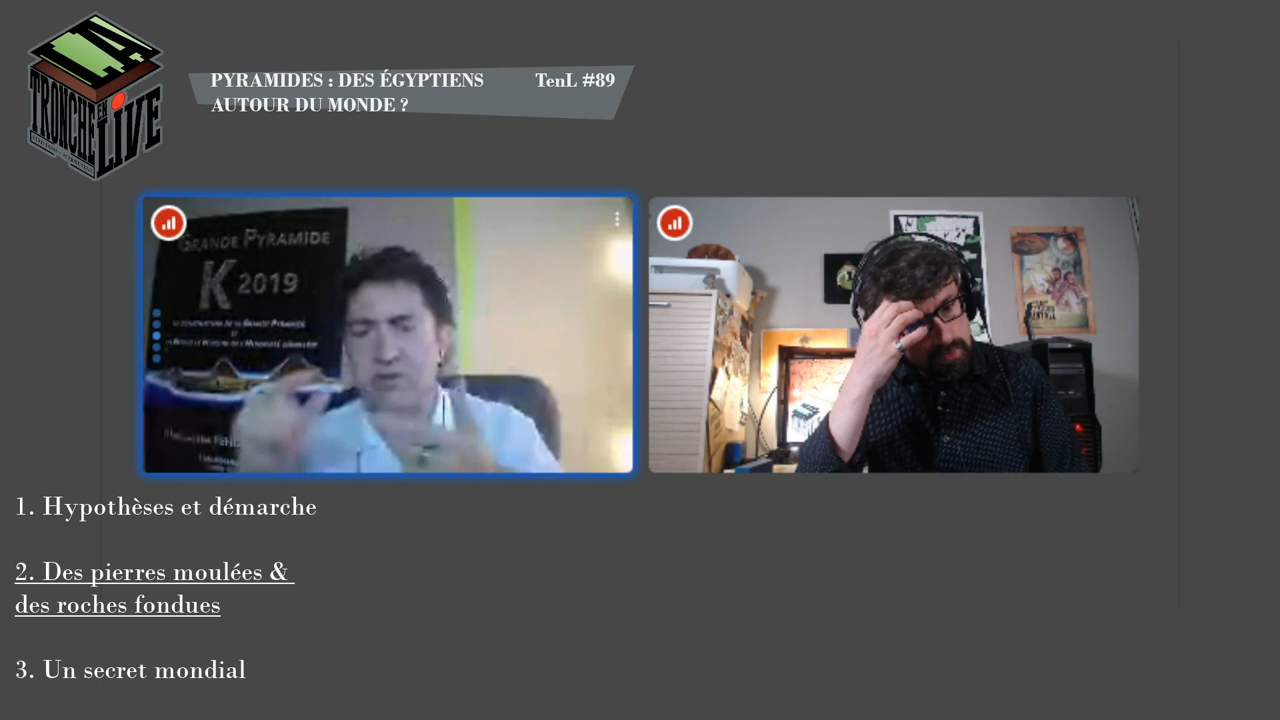 TRONCHE
EN
LIVE
PYRAMIDES : DES ÉGYPTIENS
AUTOUR DU MONDE ?
TenL #89
GRANDE PYRAMIDE
K 2019
1. Hypothèses et démarche
2. Des pierres moulées &
des roches fondues
3. Un secret mondial